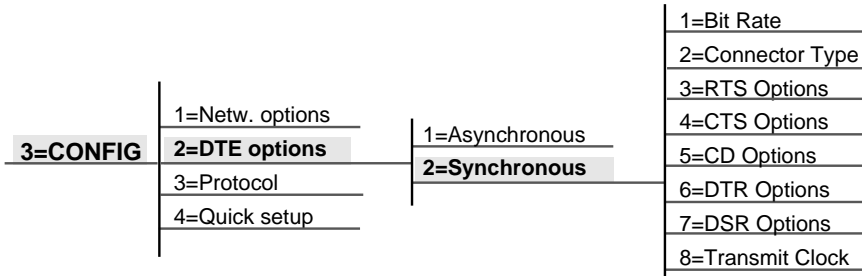 3=CONFIG
1=Netw. options
2=DTE options
3=Protocol
4=Quick setup
1=Asynchronous
2=Synchronous
1=Bit Rate
2=Connector Type
3=RTS Options
4=CTS Options
5=CD Options
6=DTR Options
7=DSR Options
8=Transmit Clock